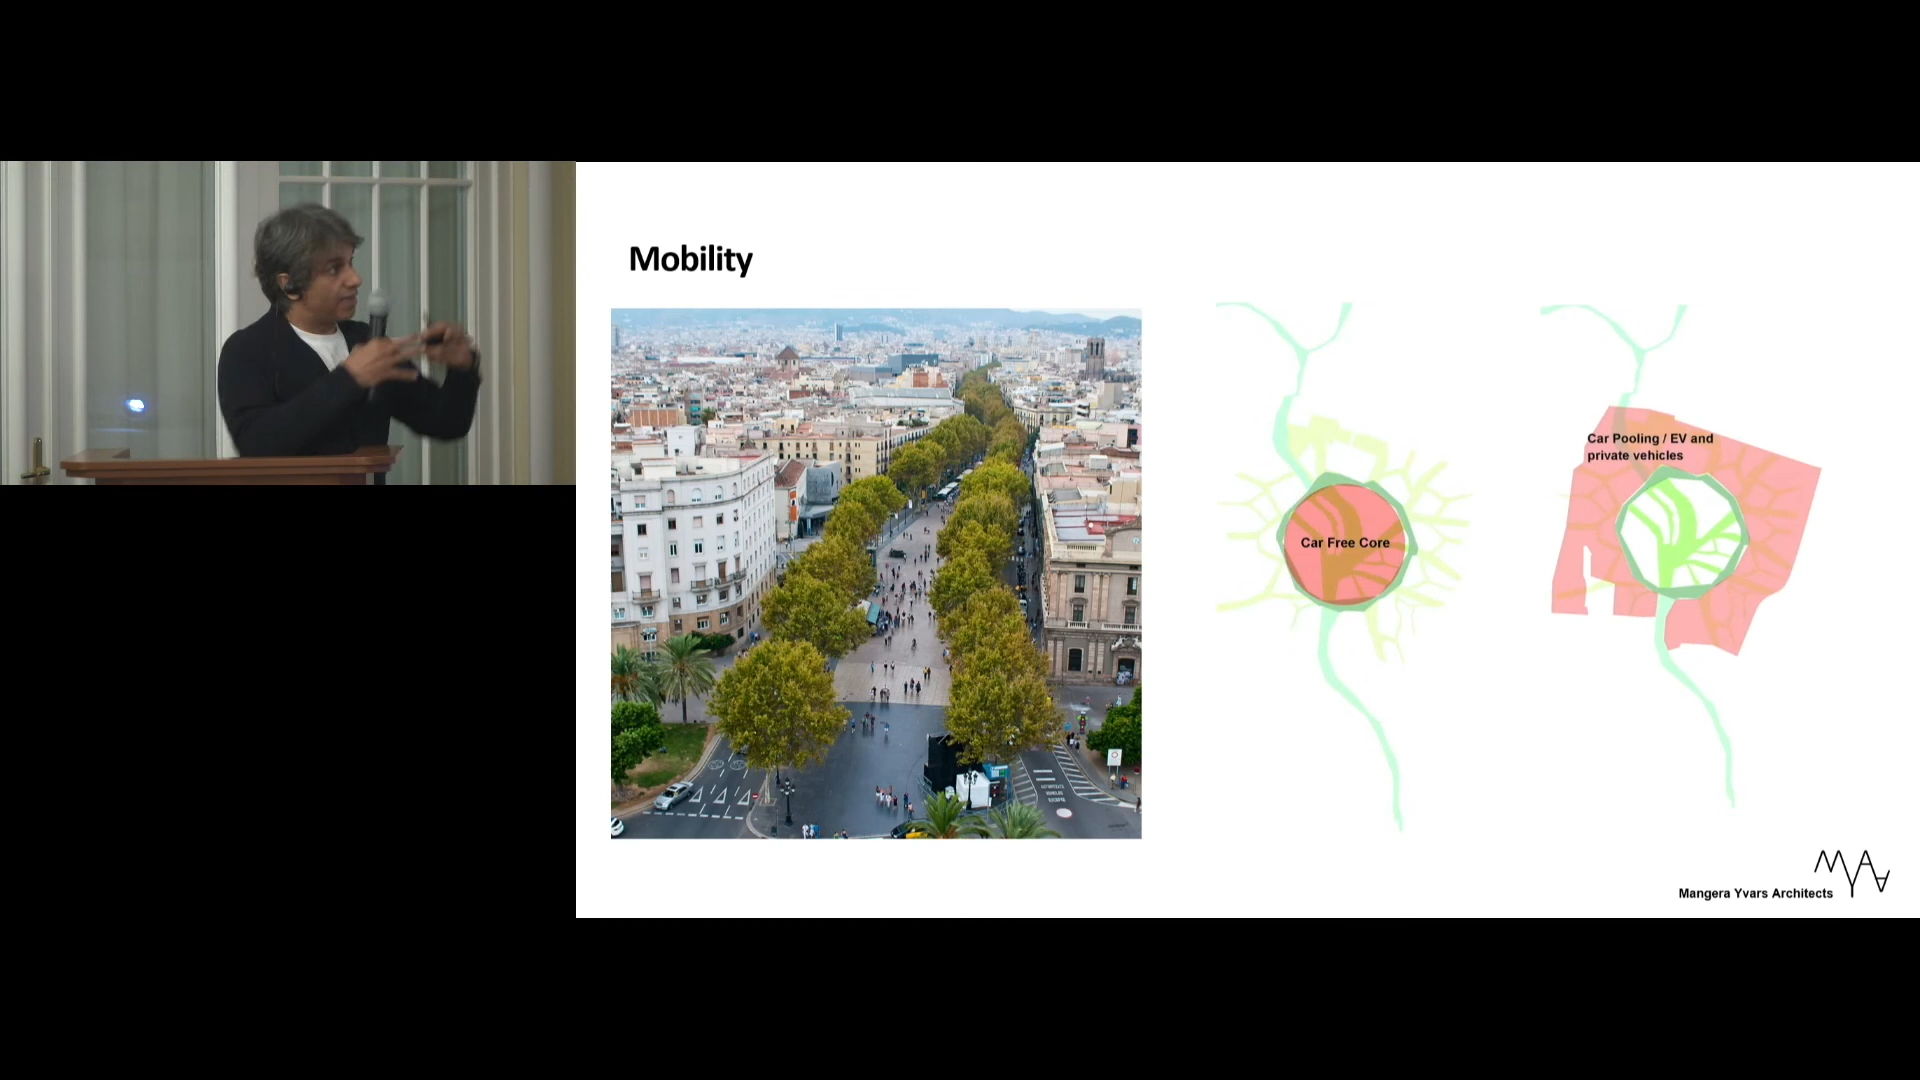 Mobility
Car Free Core
Car Pooling / EV and
private vehicles
Mangera Yvars Architects